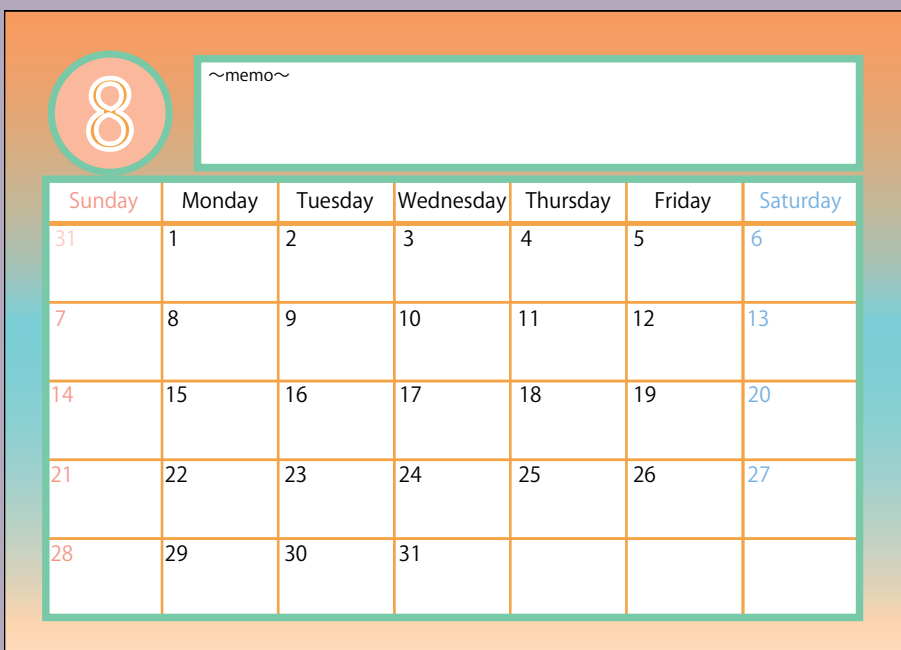 8
～memo～
Sunday Monday Tuesday Wednesday Thursday Friday Saturday
31 1 2 3 4 5 6
7 8 9 10 11 12 13
14 15 16 17 18 19 20
21 22 23 24 25 26 27
28 29 30 31